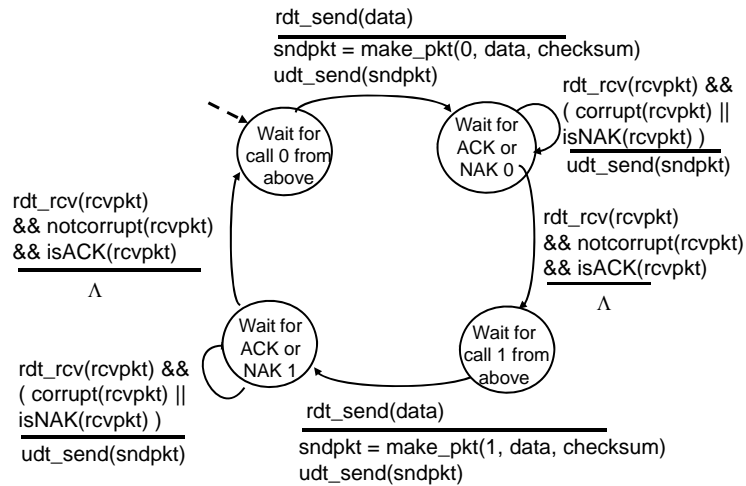 rdt_send(data)
sndpkt = make_pkt(0, data, checksum)
udt_send(sndpkt)
Wait for
call 0 from
above
Wait for
ACK or
NAK 0
rdt_rcv(rcvpkt) &&
( corrupt(rcvpkt) ||
isNAK(rcvpkt) )
udt_send(sndpkt)
rdt_rcv(rcvpkt)
&& notcorrupt(rcvpkt)
&& isACK(rcvpkt)
Λ
rdt_rcv(rcvpkt)
&& notcorrupt(rcvpkt)
&& isACK(rcvpkt)
Λ
Wait for
ACK or
NAK 1
Wait for
call 1 from
above
rdt_rcv(rcvpkt) &&
( corrupt(rcvpkt) ||
isNAK(rcvpkt) )
udt_send(sndpkt)
rdt_send(data)
sndpkt = make_pkt(1, data, checksum)
udt_send(sndpkt)